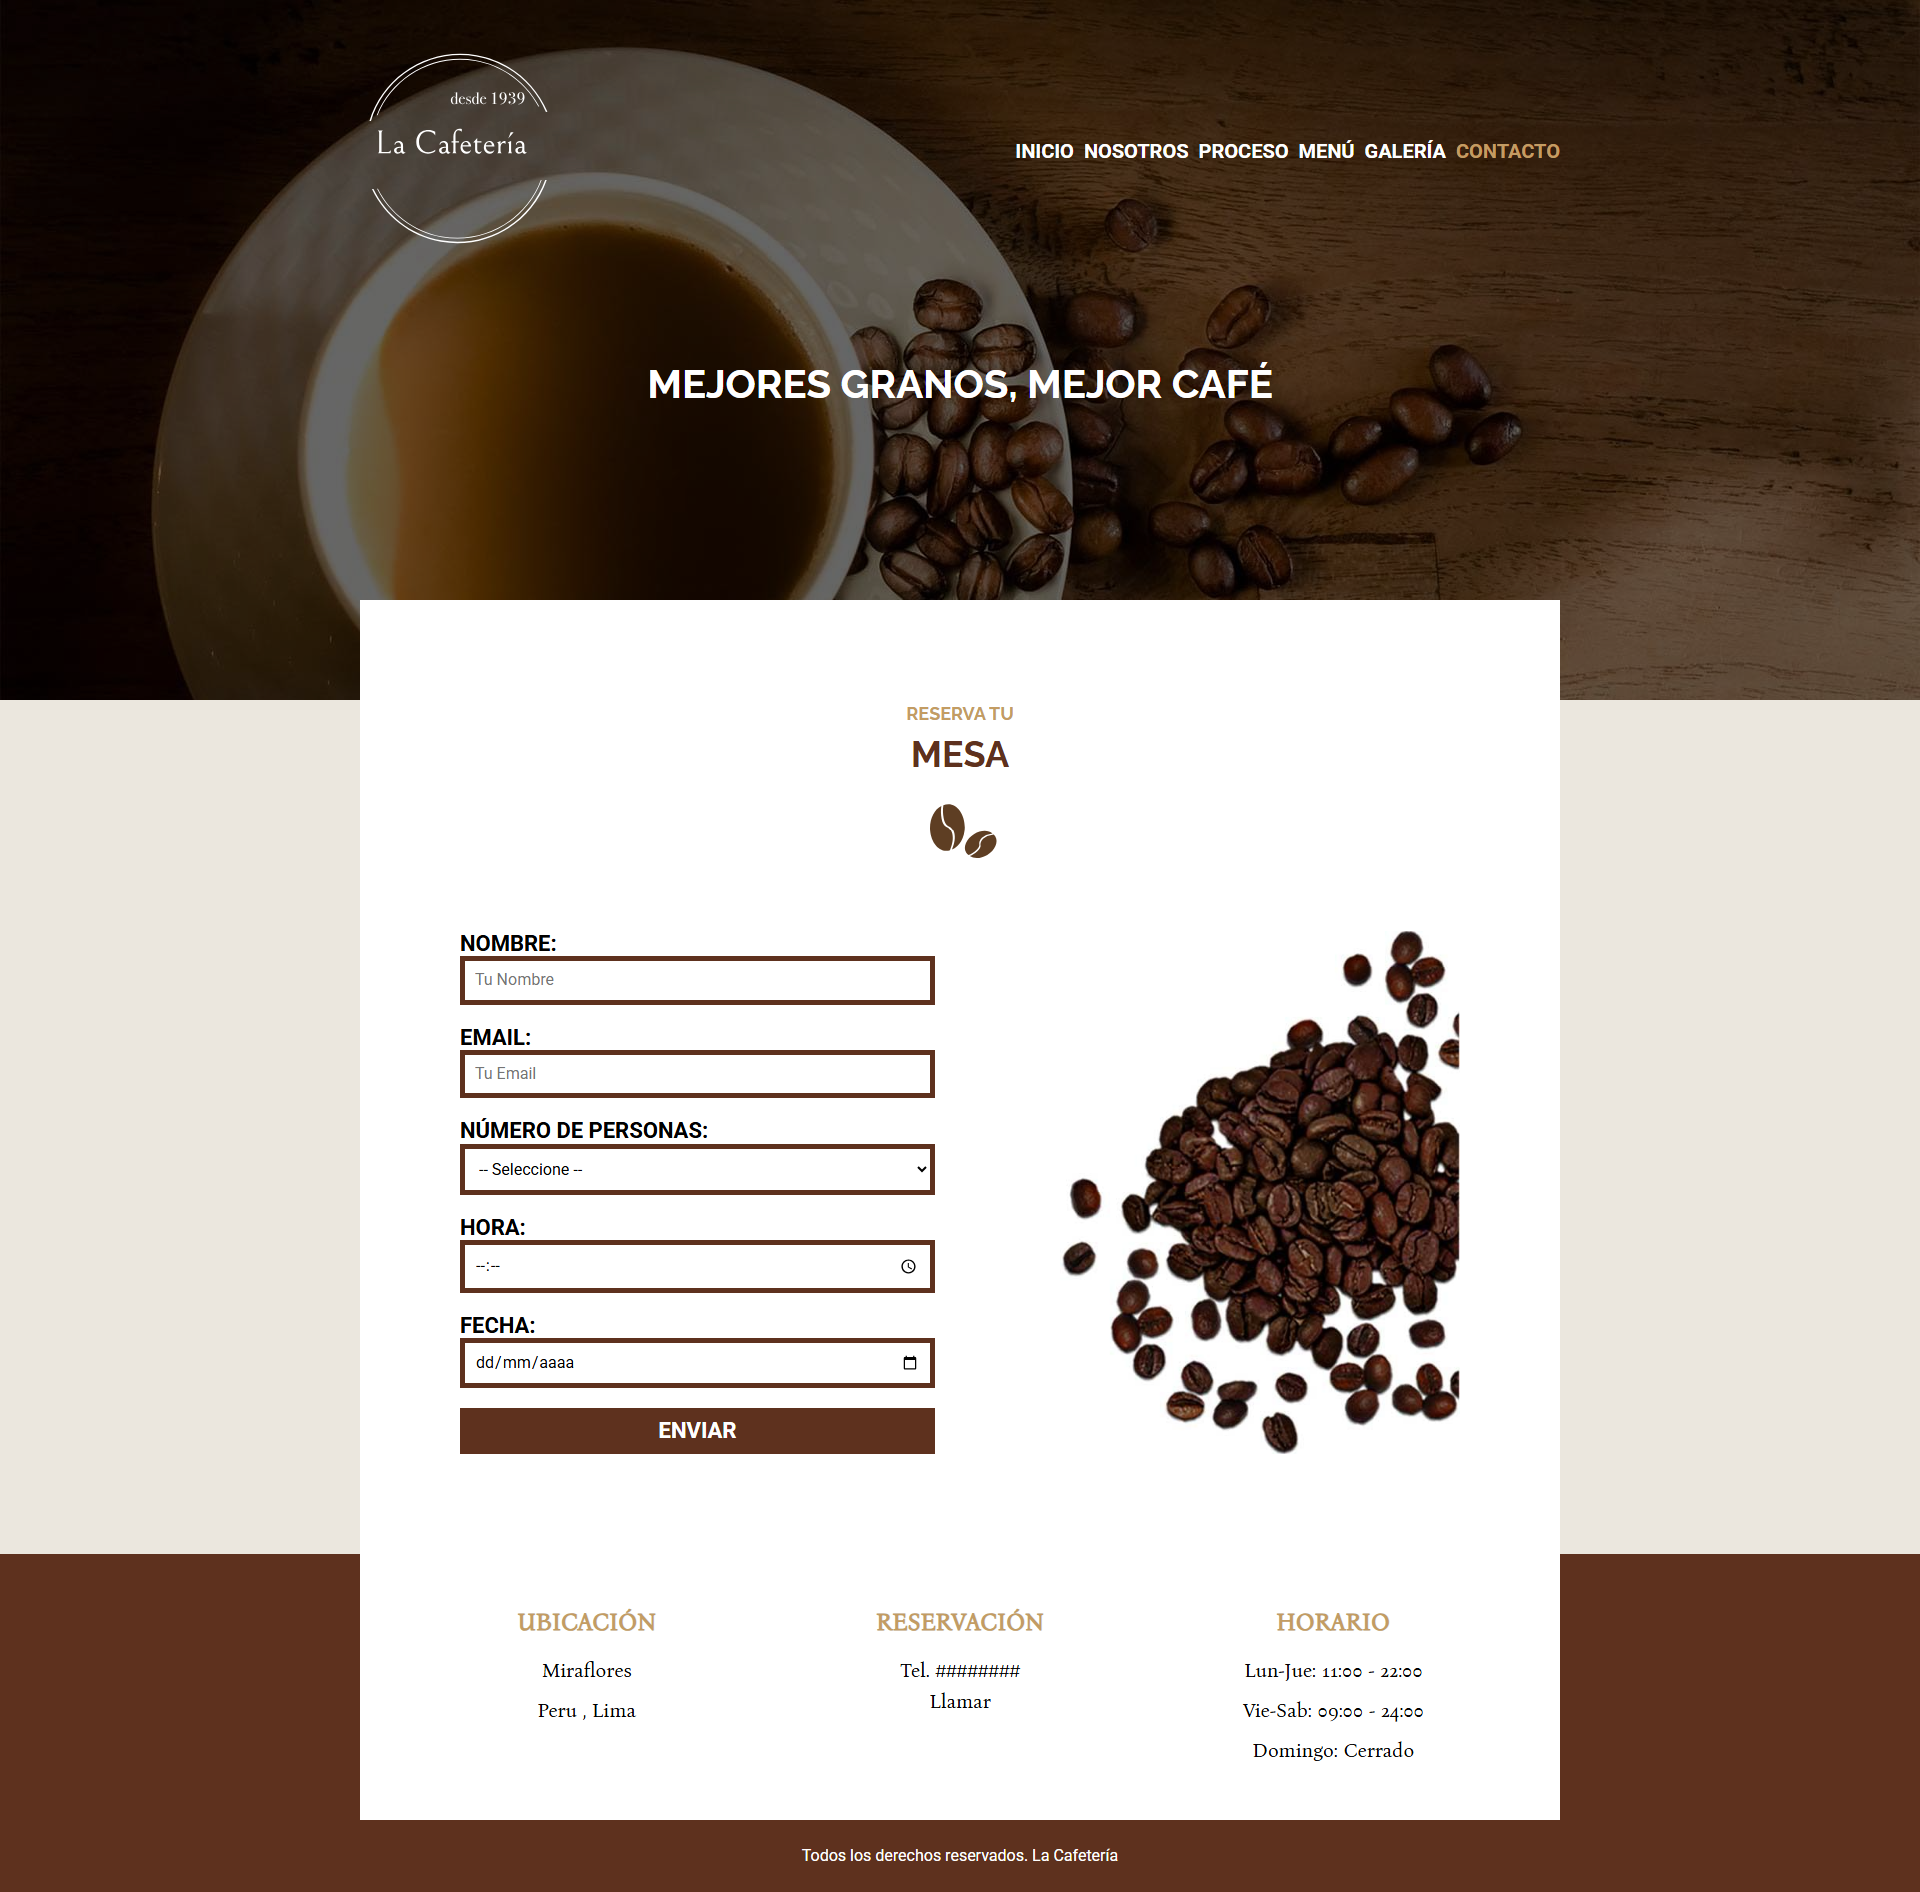 desde 1939
La Cafetería
INICIO NOSOTROS PROCESO MENÚ GALERÍA CONTACTO
MEJORES GRANOS, MEJOR CAFÉ
RESERVA TU
MESA
NOMBRE:
Tu Nombre
EMAIL:
Tu Email
NÚMERO DE PERSONAS:
-- Seleccione --
HORA:
--:--
FECHA:
dd/mm/aaaa
ENVIAR
UBICACIÓN
Miraflores
Peru , Lima
RESERVACIÓN
Tel. ########
Llamar
HORARIO
Lun-Jue: 11:00 - 22:00
Vie-Sab: 09:00 - 24:00
Domingo: Cerrado
Todos los derechos reservados. La Cafetería